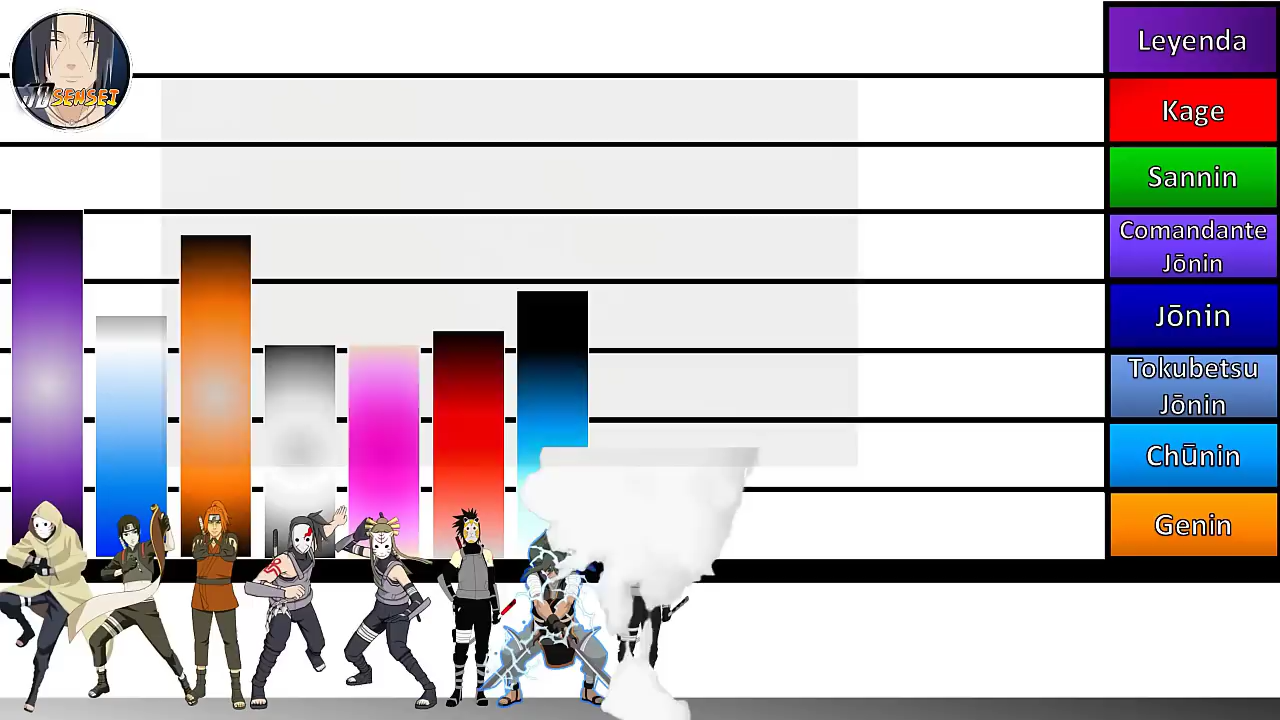 Leyenda
Kage
SENSEI
Sannin
Comandante
Jōnin
Jōnin
Tokubetsu
Jōnin
Chūnin
Genin